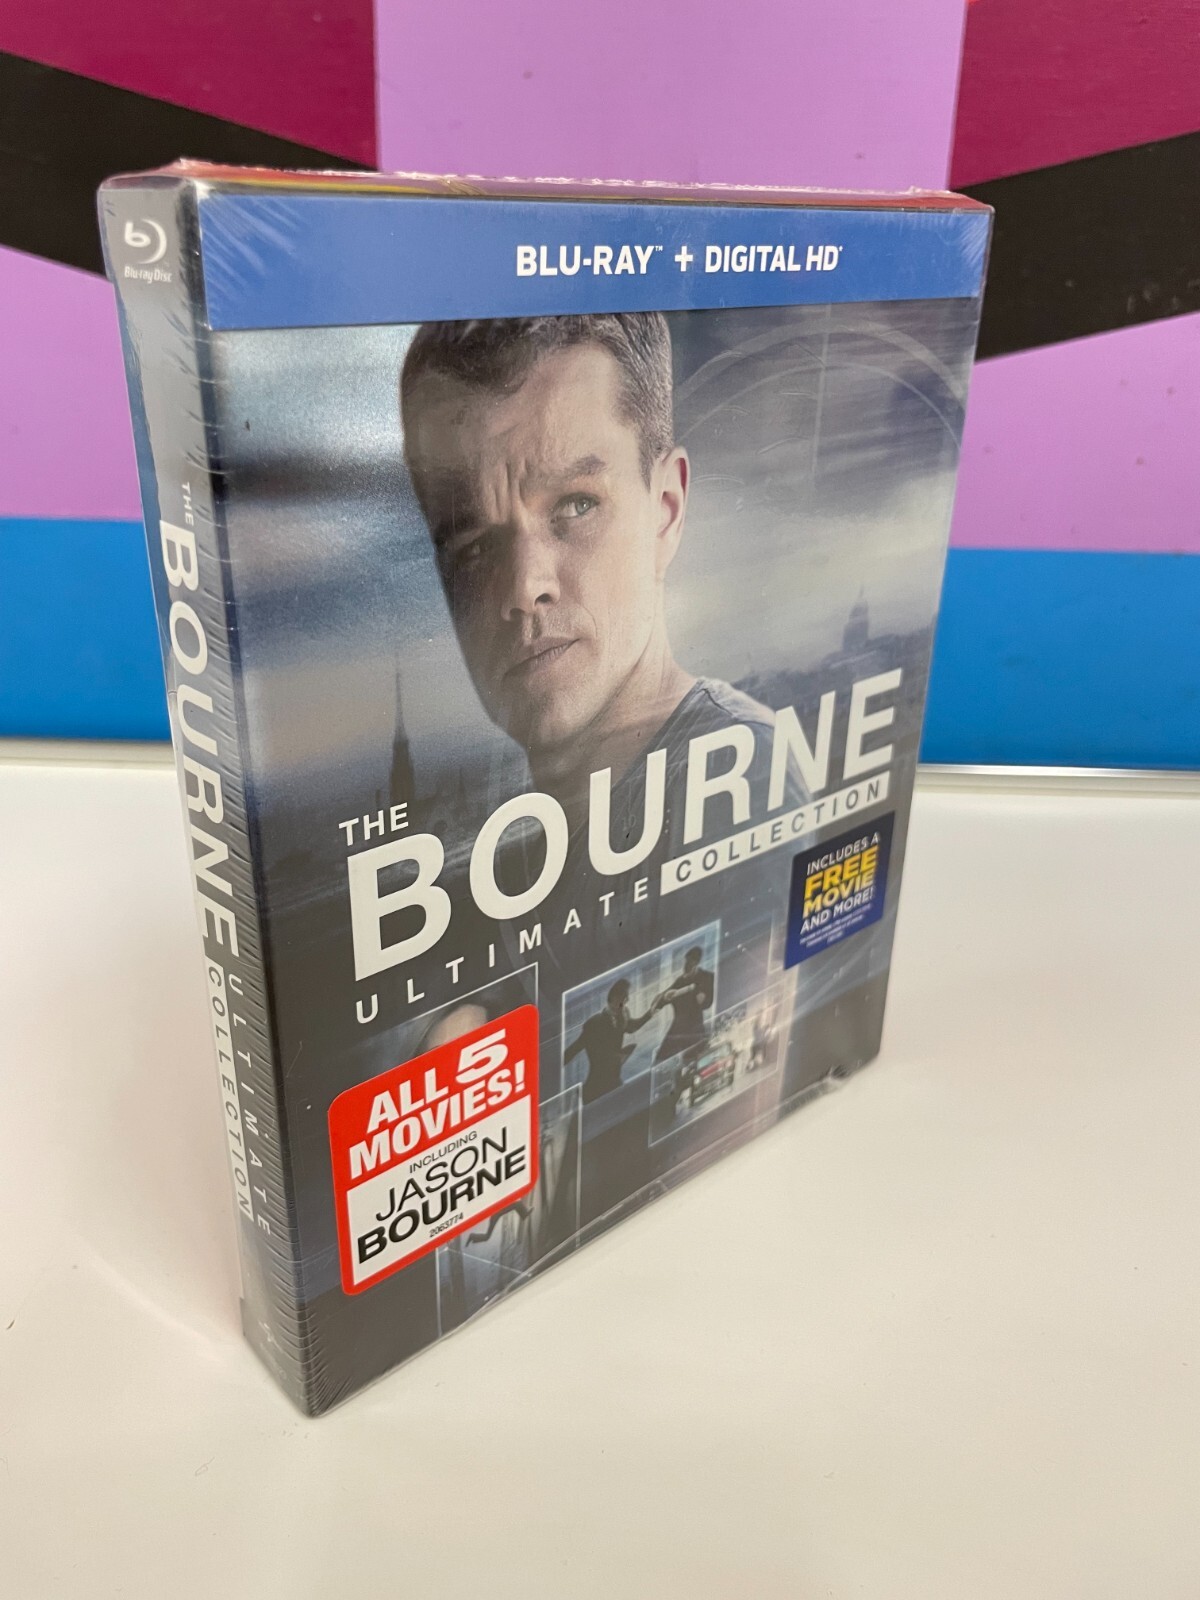 BLU-RAY™ + DIGITAL HD*
Blu-ray Disc
THE BOURNE ULTIMATE COLLECTION
THE
BOURNE
ULTIMATE COLLECTION
INCLUDES A
FREE
MOVIE
AND MORE!
ALL 5
MOVIES!
INCLUDING
JASON
BOURNE
2063774